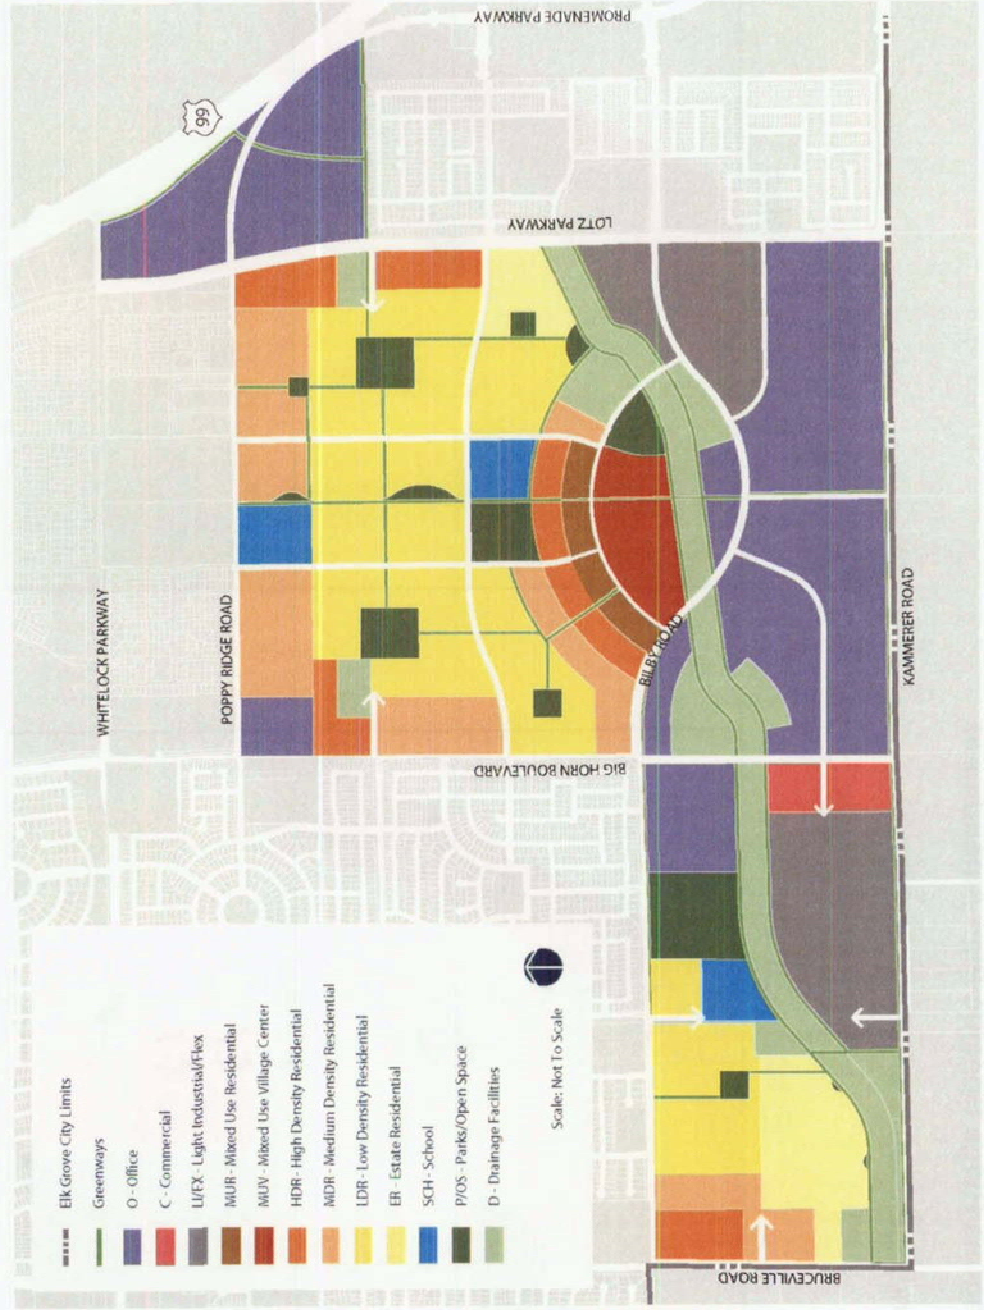 PROMENADE PARKWAY
99
LOTZ PARKWAY
WHITELOCK PARKWAY
POPPY RIDGE ROAD
BILBY ROAD
KAMMERER ROAD
BIG HORN BOULEVARD
BRUCEVILLE ROAD
Elk Grove City Limits
Greenways
O - Office
C - Commercial
LI/FX - Light Industrial/Flex
MUR - Mixed Use Residential
MUV - Mixed Use Village Center
HDR - High Density Residential
MDR - Medium Density Residential
LDR - Low Density Residential
ER - Estate Residential
SCH - School
P/OS - Parks/Open Space
D - Drainage Facilities
Scale: Not To Scale